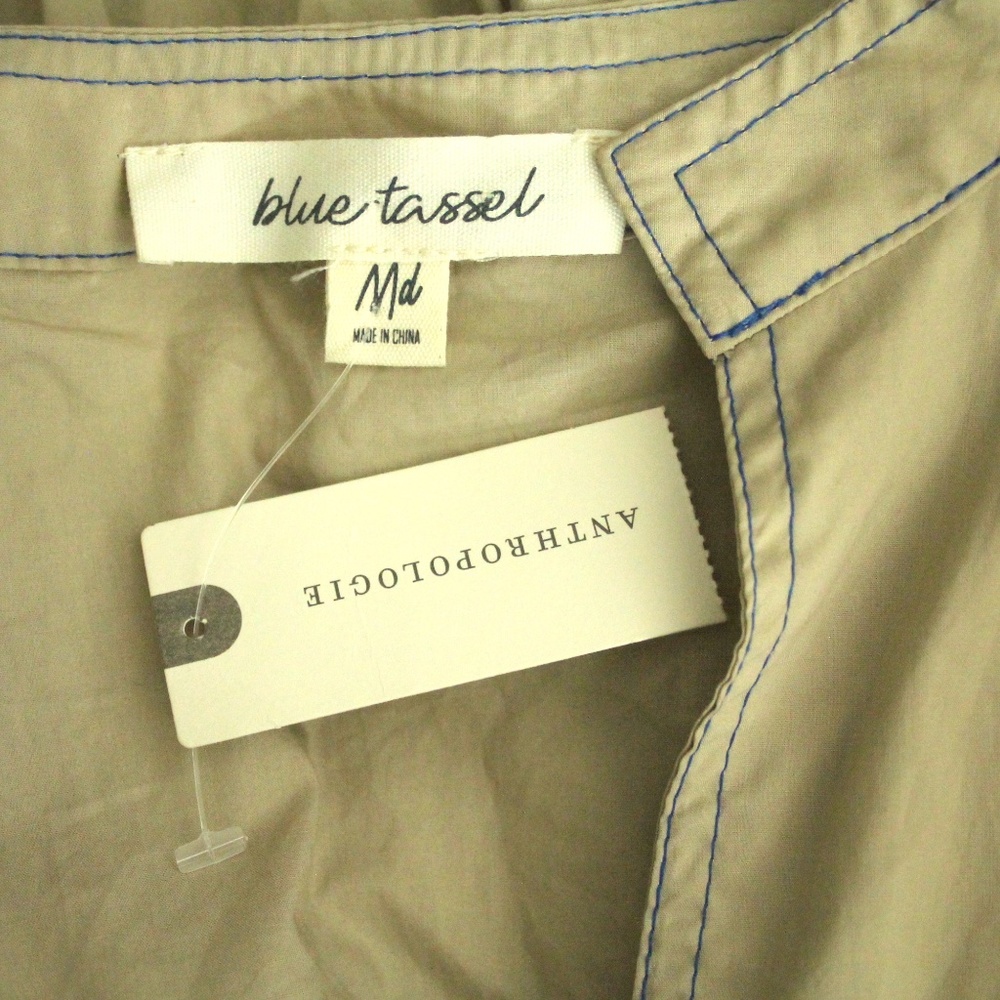 blue tassel
Md
MADE IN CHINA
ANTHROPOLOGIE